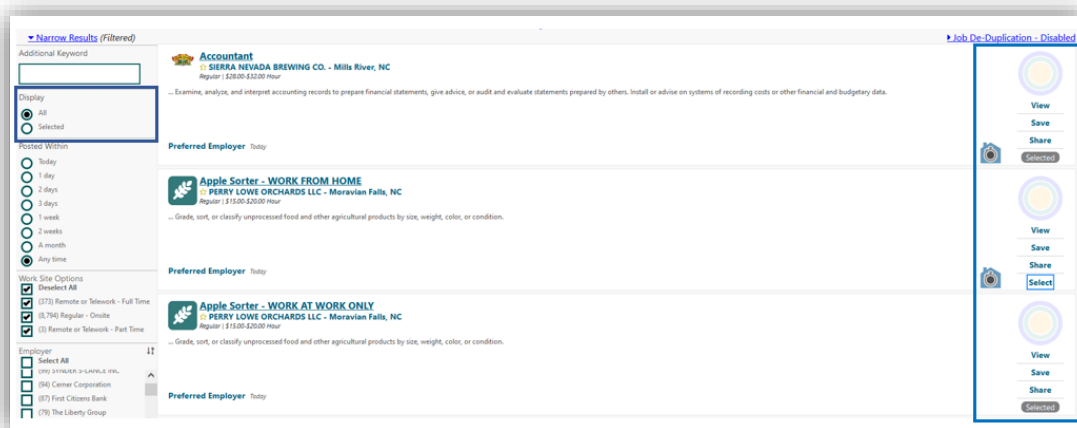 Narrow Results (Filtered)
Job De-Duplication - Disabled
Additional Keyword
Display
All
Selected
Posted Within
Today
1 day
2 days
3 days
1 week
2 weeks
A month
Any time
Work Site Options
Deselect All
(373) Remote or Telework - Full Time
(8,794) Regular - Onsite
(3) Remote or Telework - Part Time
Employer
Select All
(99) SYNDER S-LANCE INC.
(94) Cerner Corporation
(87) First Citizens Bank
(79) The Liberty Group
Accountant
SIERRA NEVADA BREWING CO. - Mills River, NC
Regular | $28.00-$32.00 Hour
... Examine, analyze, and interpret accounting records to prepare financial statements, give advice, or audit and evaluate statements prepared by others. Install or advise on systems of recording costs or other financial and budgetary data.
Preferred Employer Today
View
Save
Share
Selected
Apple Sorter - WORK FROM HOME
PERRY LOWE ORCHARDS LLC - Moravian Falls, NC
Regular | $15.00-$20.00 Hour
... Grade, sort, or classify unprocessed food and other agricultural products by size, weight, color, or condition.
Preferred Employer Today
View
Save
Share
Select
Apple Sorter - WORK AT WORK ONLY
PERRY LOWE ORCHARDS LLC - Moravian Falls, NC
Regular | $15.00-$20.00 Hour
... Grade, sort, or classify unprocessed food and other agricultural products by size, weight, color, or condition.
Preferred Employer Today
View
Save
Share
Selected